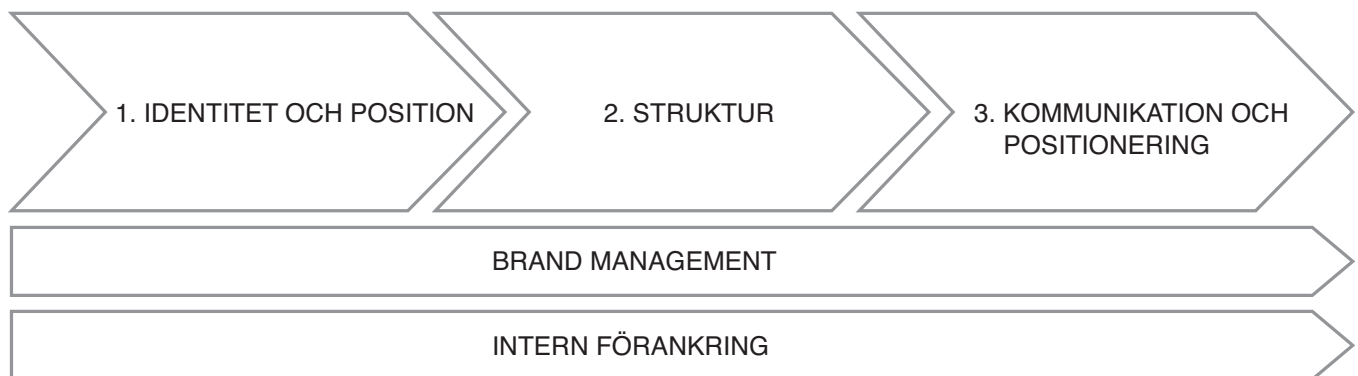 1. IDENTITET OCH POSITION
2. STRUKTUR
3. KOMMUNIKATION OCH
POSITIONERING
BRAND MANAGEMENT
INTERN FÖRANKRING